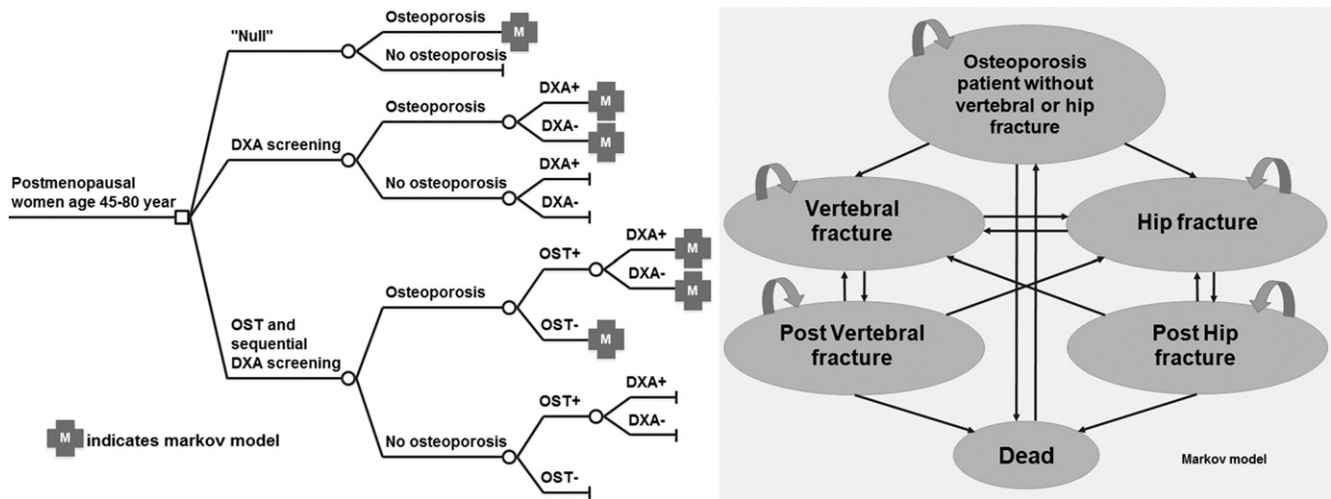 "Null"
Osteoporosis
M
No osteoporosis
DXA screening
Osteoporosis
DXA+
M
DXA-
M
No osteoporosis
DXA+
DXA-
Postmenopausal
women age 45-80 year
OST and
sequential
DXA screening
Osteoporosis
OST+
DXA+
M
DXA-
M
OST-
M
No osteoporosis
OST+
DXA+
DXA-
OST-
M
indicates markov model
Osteoporosis
patient without
vertebral or hip
fracture
Vertebral
fracture
Hip fracture
Post Vertebral
fracture
Post Hip
fracture
Dead
Markov model